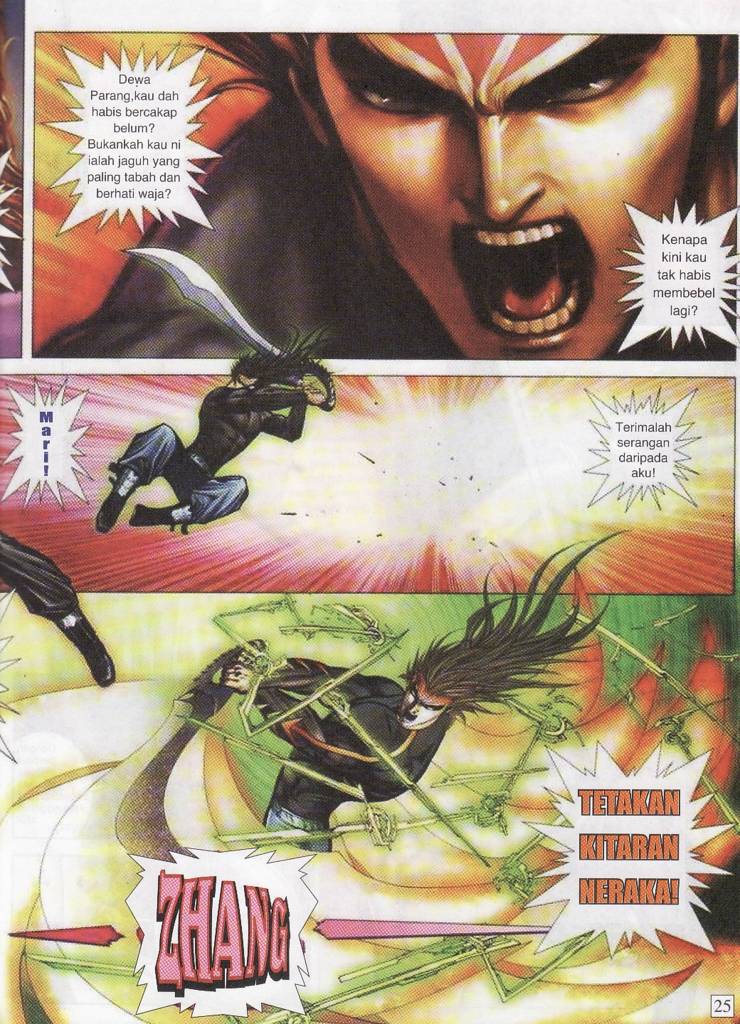 Dewa
Parang,kau dah
habis bercakap
belum?
Bukankah kau ni
ialah jaguh yang
paling tabah dan
berhati waja?
Kenapa
kini kau
tak habis
membebel
lagi?
Mari!
Terimalah
serangan
daripada
aku!
TETAKAN
KITARAN
NERAKA!
ZHANG
25